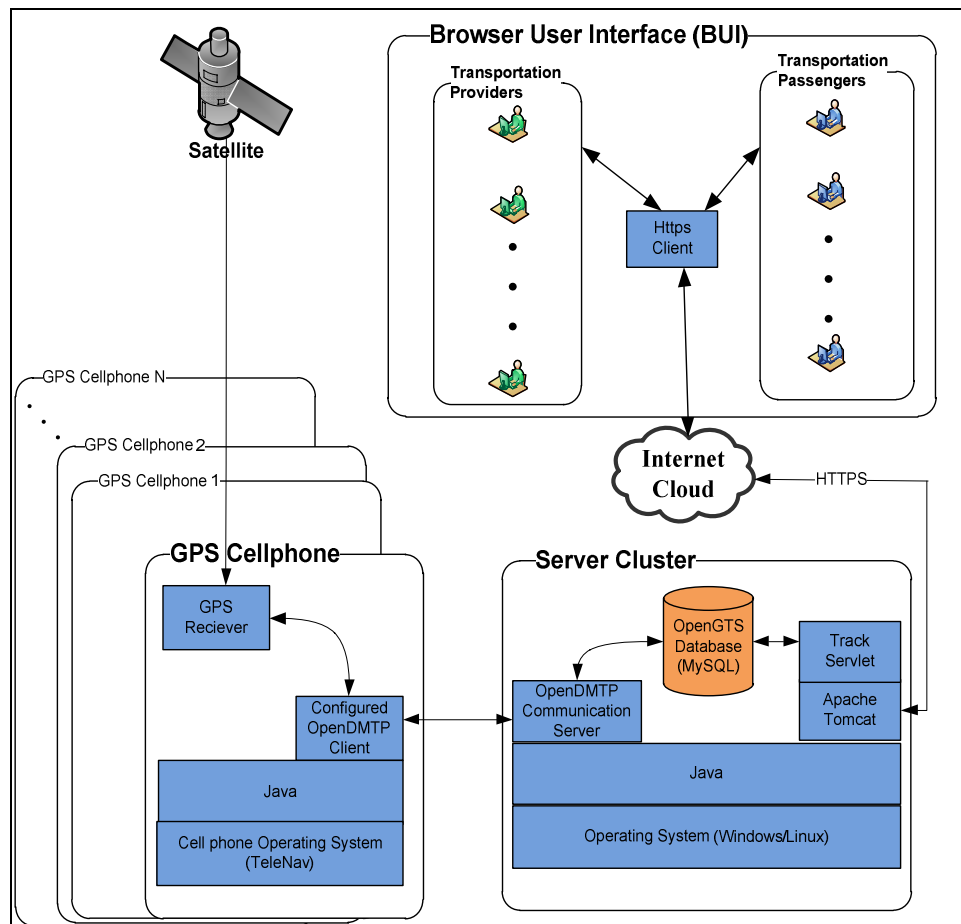 Browser User Interface (BUI)
Transportation
Providers
Transportation
Passengers
Satellite
Https
Client
GPS Cellphone N
GPS Cellphone 2
GPS Cellphone 1
Internet
Cloud
HTTPS
GPS Cellphone
GPS
Reciever
Configured
OpenDMTP
Client
Java
Cell phone Operating System
(TeleNav)
Server Cluster
OpenGTS
Database
(MySQL)
Track
Servlet
OpenDMTP
Communication
Server
Apache
Tomcat
Java
Operating System (Windows/Linux)